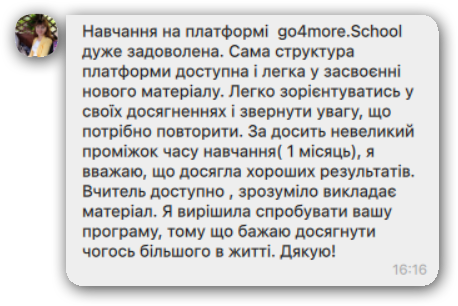 Навчання на платформі go4more.School
дуже задоволена. Сама структура
платформи доступна і легка у засвоєнні
нового матеріалу. Легко зорієнтуватись у
своїх досягненнях і звернути увагу, що
потрібно повторити. За досить невеликий
проміжок часу навчання( 1 місяць), я
вважаю, що досягла хороших результатів.
Вчитель доступно , зрозуміло викладає
матеріал. Я вирішила спробувати вашу
програму, тому що бажаю досягнути
чогось більшого в житті. Дякую!
16:16